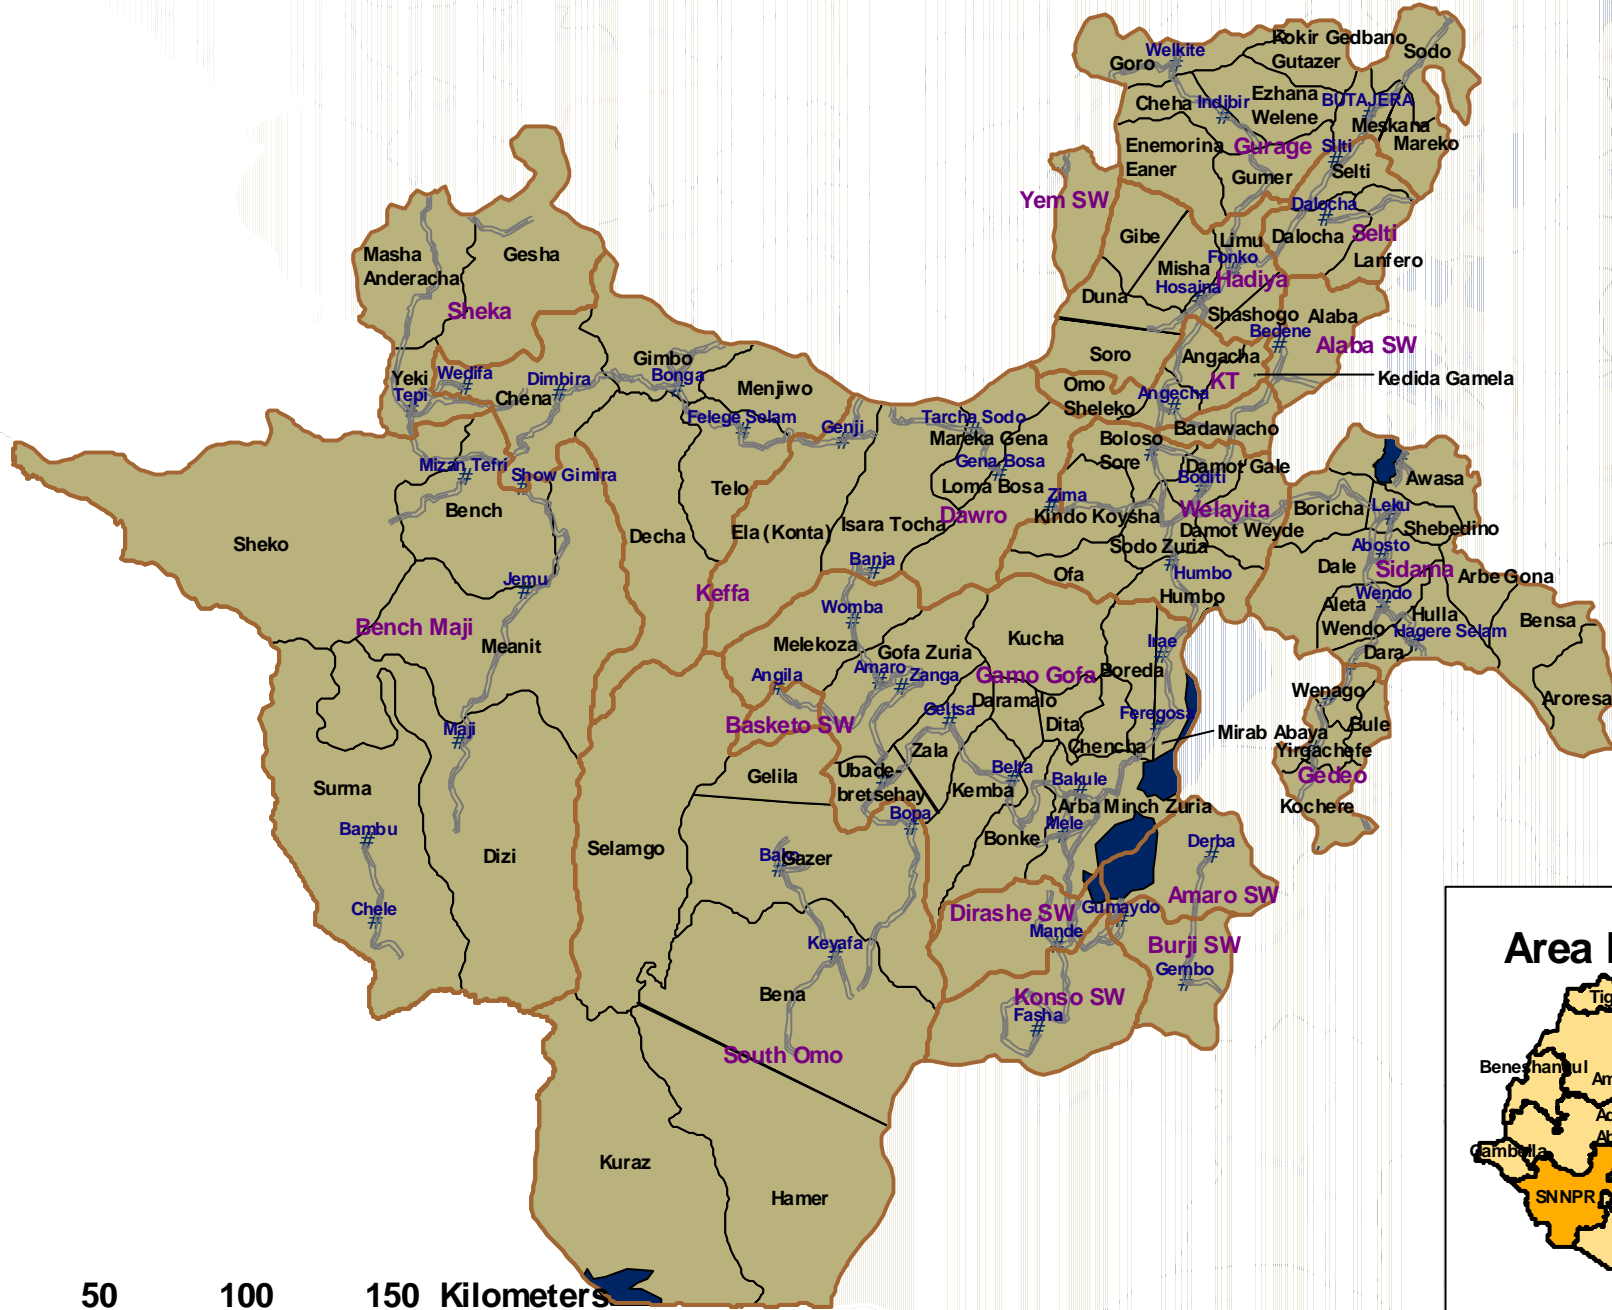 Kokir Gedbano
Gutazer
Sodo
Welkite
Goro
Cheha
Indibir
Ezhana
Welene
BUTAJERA
Meskana
Mareko
Enemorina
Eaner
Gurage
Silti
Selti
Gumer
Yem SW
Dalocha
Gibe
Limu
Dalocha
Selti
Fonko
Lanfero
Misha
Hosaina
Hadiya
Duna
Shashogo
Alaba
Bedene
Alaba SW
Masha
Anderacha
Gesha
Sheka
Soro
Angacha
KT
Kedida Gamela
Omo
Sheleko
Angecha
Badawacho
Gimbo
Bonga
Menjiwo
Yeki
Tepi
Wedifa
Dimbira
Chena
Felege Selam
Genji
Tarcha Sodo
Mareka Gena
Gena Bosa
Loma Bosa
Dawro
Boloso
Sore
Damot Gale
Boditi
Zima
Kindo Koysha
Welayita
Damot Weyde
Sodo Zuria
Humbo
Humbo
Ofa
Mizan Tefri
Show Gimira
Bench
Sheko
Telo
Decha
Ela (Konta)
Isara Tocha
Banja
Keffa
Jemu
Bench Maji
Meanit
Awasa
Boricha
Leku
Shebedino
Abosto
Dale
Sidama
Arbe Gona
Wendo
Aleta
Wendo
Hulla
Hagere Selam
Bensa
Dara
Aroresa
Wenago
Bule
Yirgachefe
Gedeo
Kochere
Womba
Melekoza
Gofa Zuria
Kucha
Irae
Angila
Amaro
Zanga
Gamo Gofa
Boreda
Basketo SW
Geltsa
Daramalo
Dita
Feregosa
Chencha
Mirab Abaya
Maji
Zala
Gelila
Ubade-
bretsehay
Belta
Kemba
Bakule
Arba Minch Zuria
Bopa
Mele
Bonke
Surma
Bambu
Dizi
Selamgo
Gazer
Derba
Chele
Amaro SW
Dirashe SW
Gumaydo
Mande
Burji SW
Gembo
Keyafa
Bena
Konso SW
Fasha
South Omo
Kuraz
Hamer
50 100 150 Kilometers
Area
Beneshangul
Gambella
SNNPR